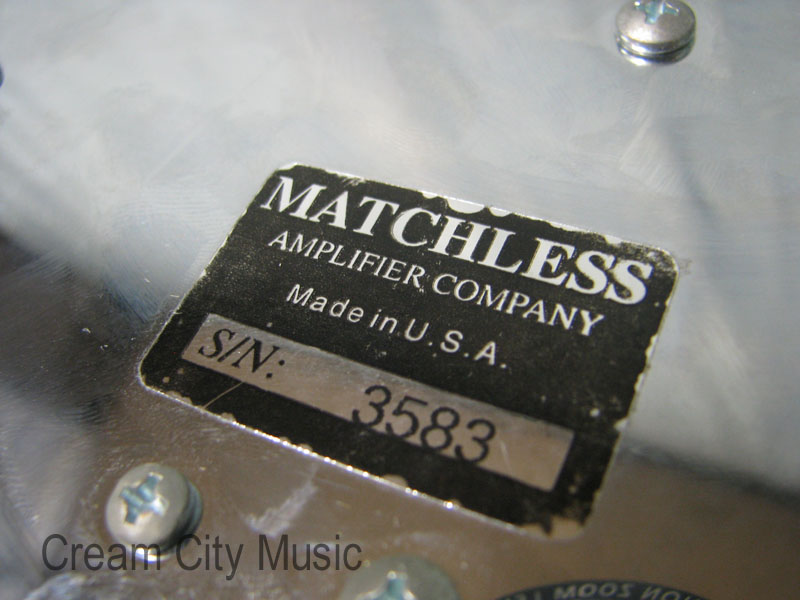 MATCHLESS
AMPLIFIER COMPANY
Made in U.S.A.
S/N: 3583
Cream City Music